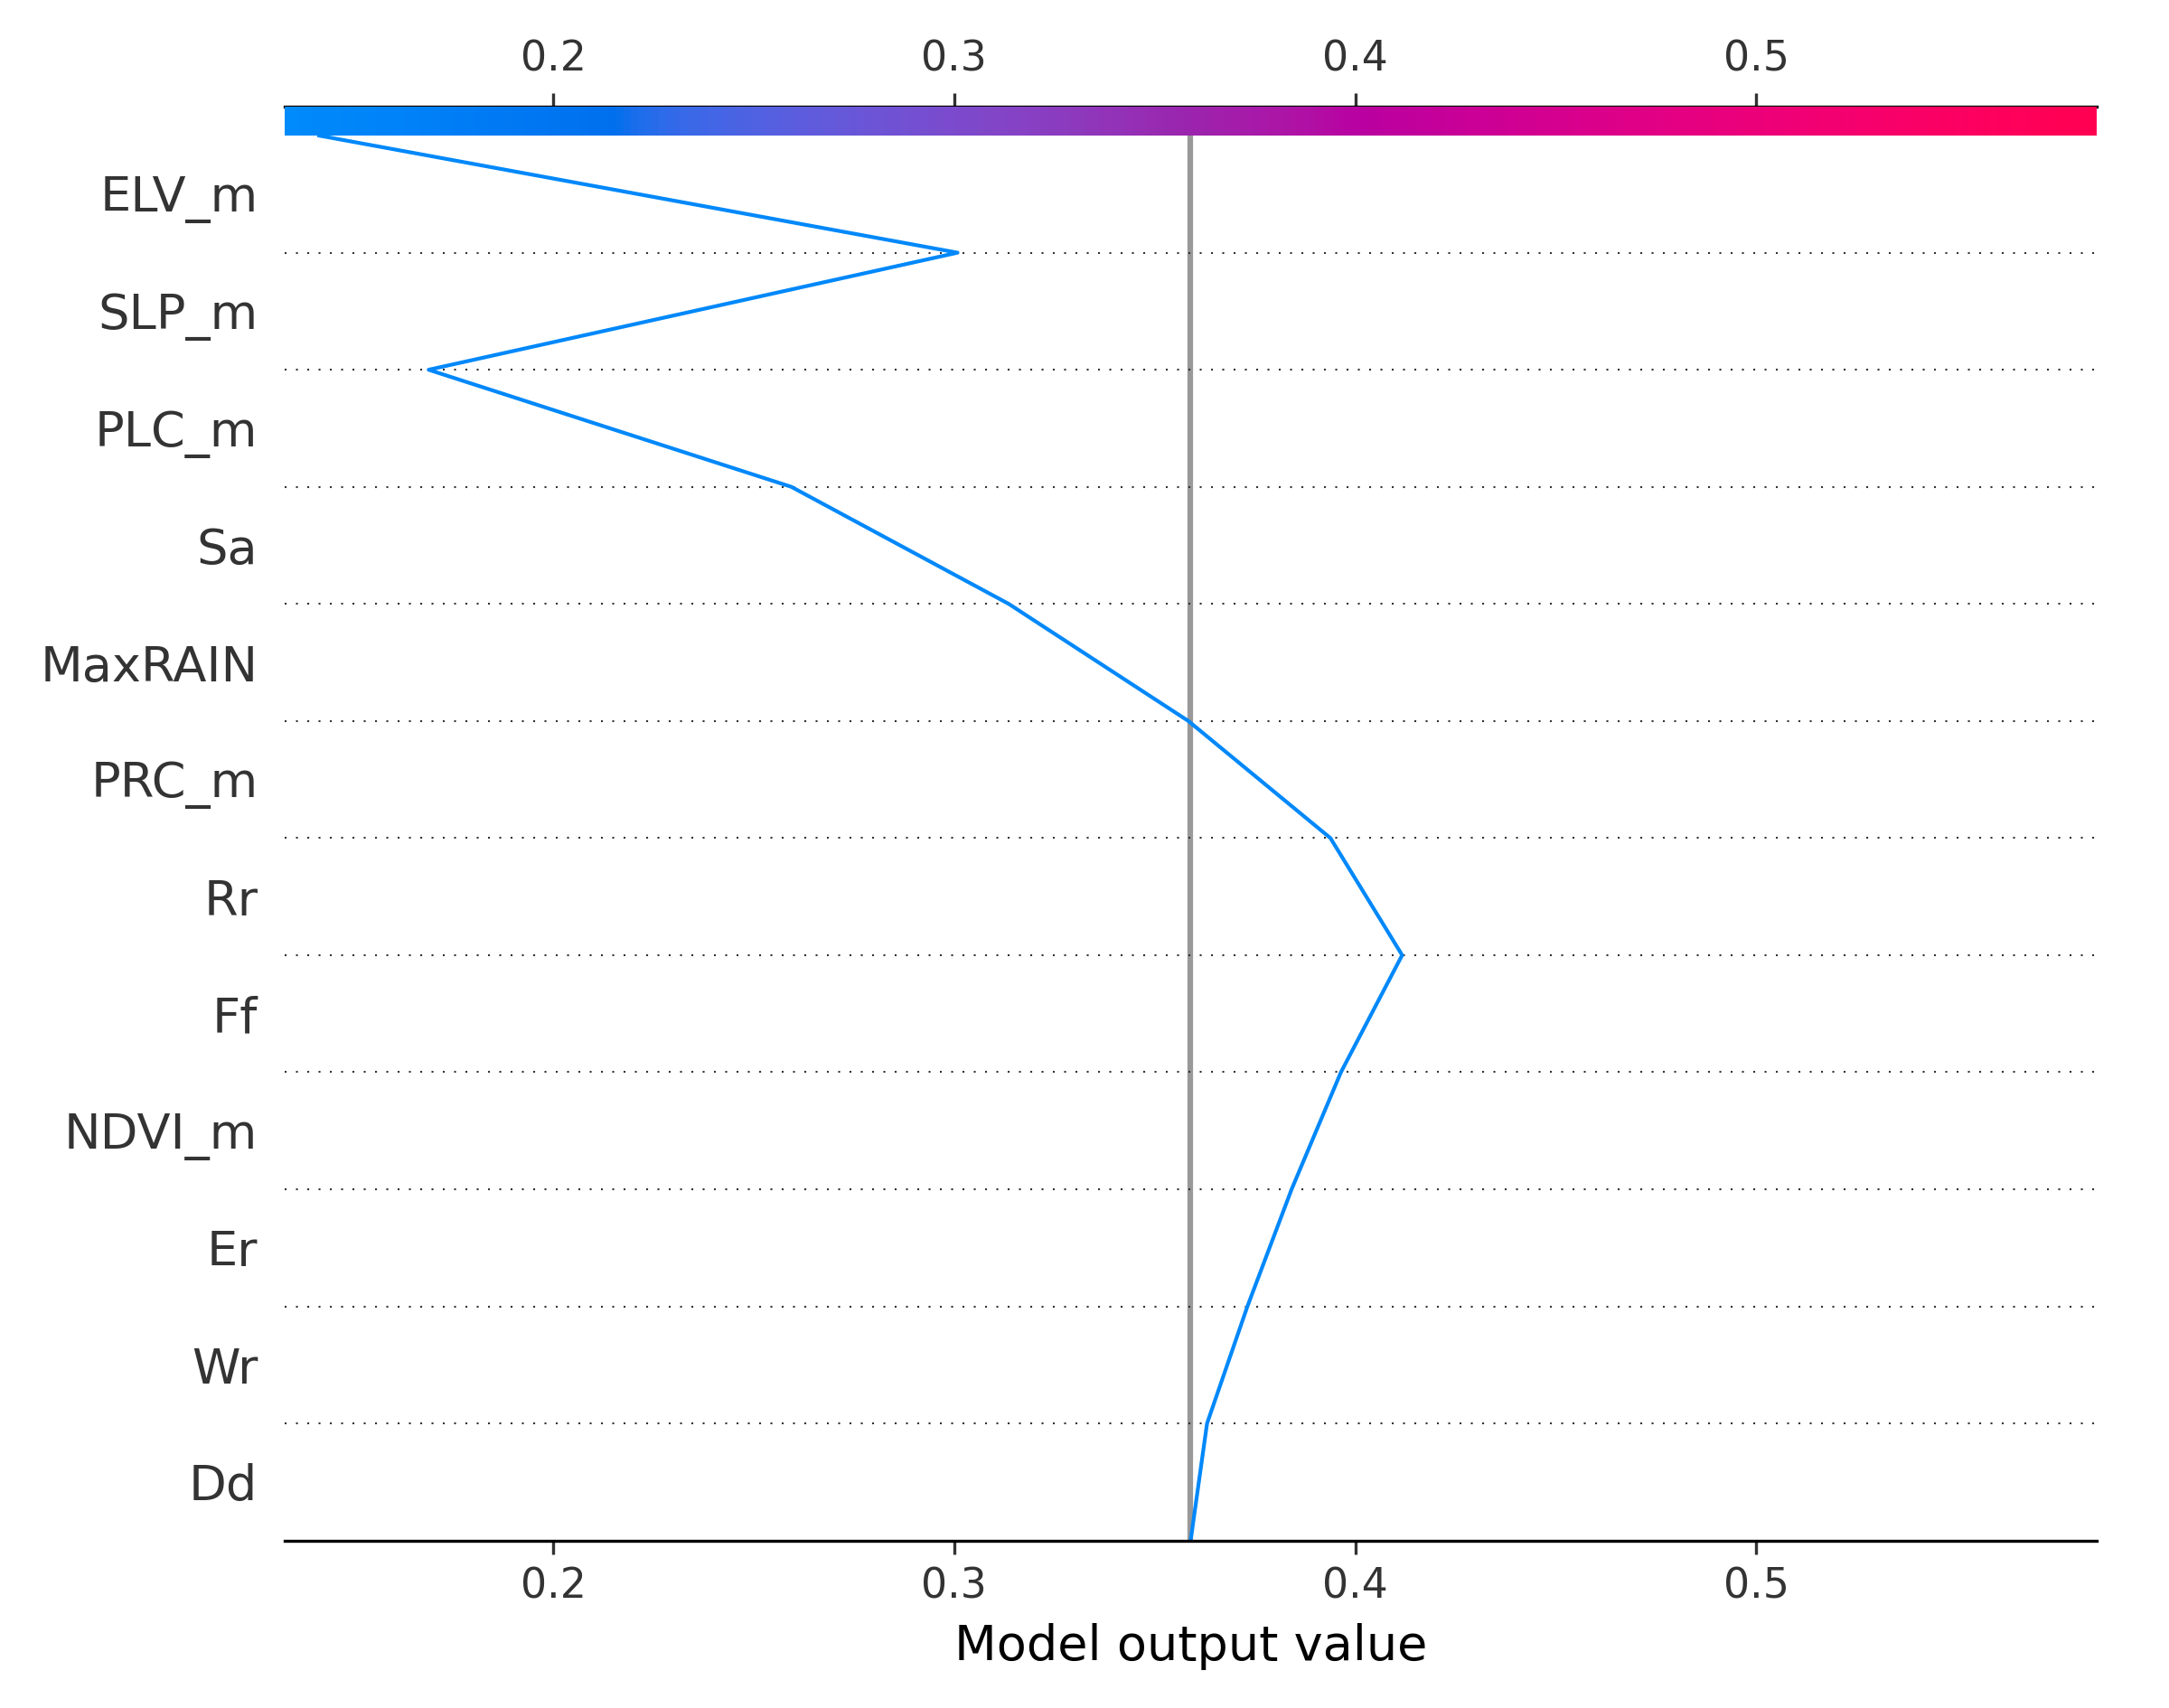 0.2 0.3 0.4 0.5
ELV_m
SLP_m
PLC_m
Sa
MaxRAIN
PRC_m
Rr
Ff
NDVI_m
Er
Wr
Dd
0.2 0.3 0.4 0.5
Model output value